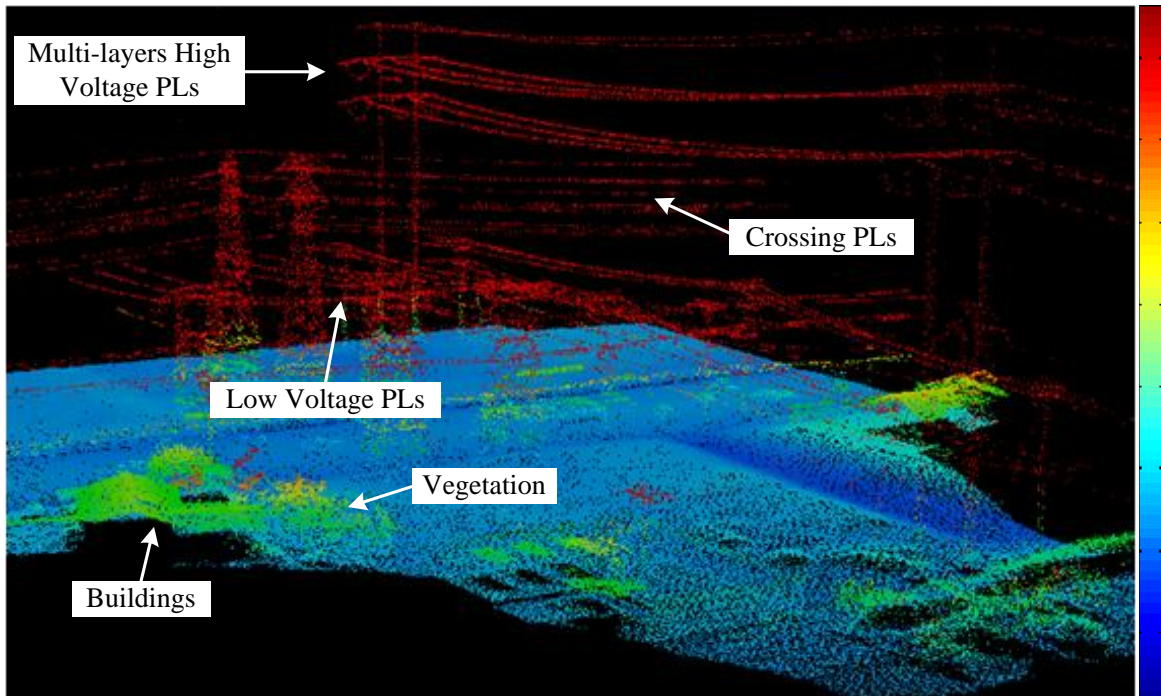 Multi-layers High
Voltage PLs
Crossing PLs
Low Voltage PLs
Vegetation
Buildings